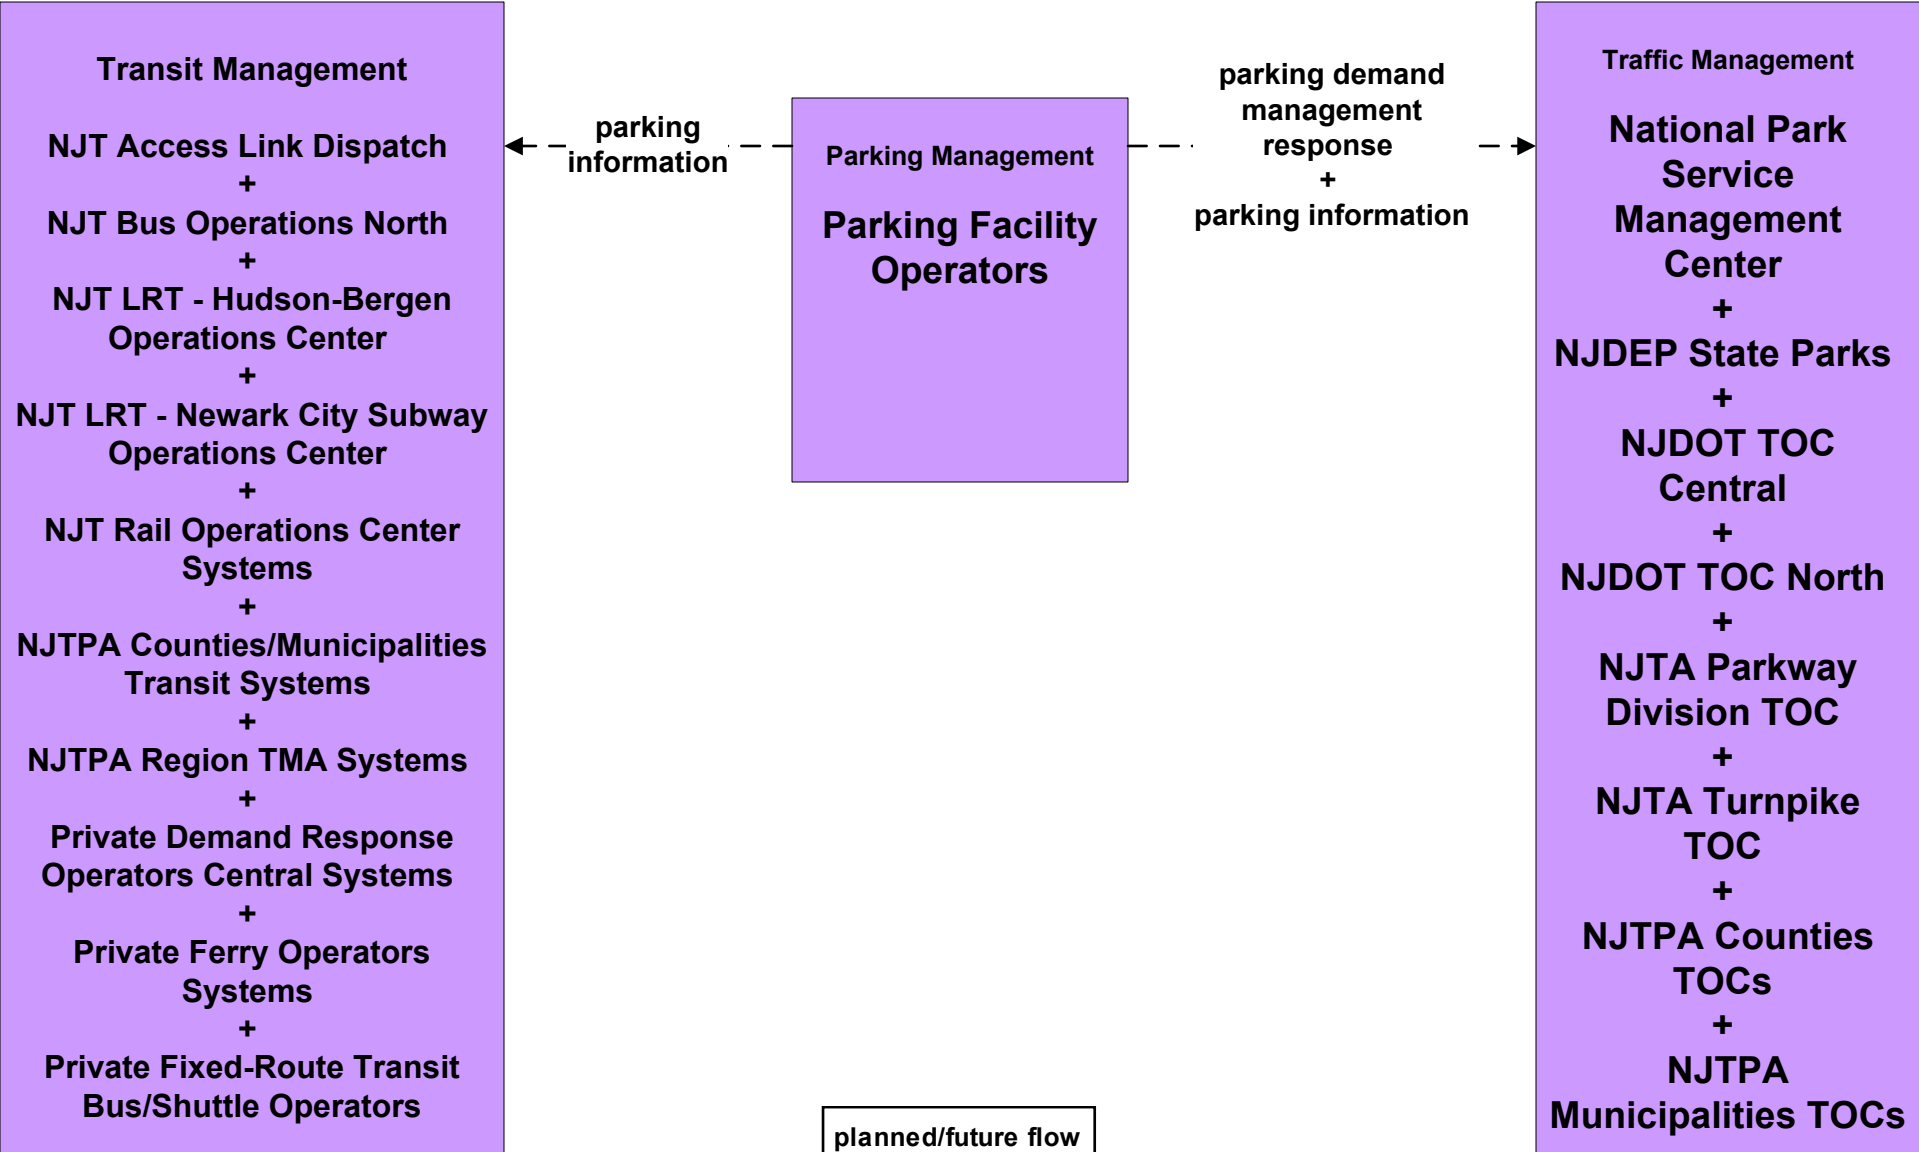 Transit Management
NJT Access Link Dispatch
+
NJT Bus Operations North
+
NJT LRT - Hudson-Bergen
Operations Center
+
NJT LRT - Newark City Subway
Operations Center
+
NJT Rail Operations Center
Systems
+
NJTPA Counties/Municipalities
Transit Systems
+
NJTPA Region TMA Systems
+
Private Demand Response
Operators Central Systems
+
Private Ferry Operators
Systems
+
Private Fixed-Route Transit
Bus/Shuttle Operators
parking
information
Parking Management
Parking Facility
Operators
parking demand
management
response
+
parking information
Traffic Management
National Park
Service
Management
Center
+
NJDEP State Parks
+
NJDOT TOC
Central
+
NJDOT TOC North
+
NJTA Parkway
Division TOC
+
NJTA Turnpike
TOC
+
NJTPA Counties
TOCs
+
NJTPA
Municipalities TOCs
planned/future flow